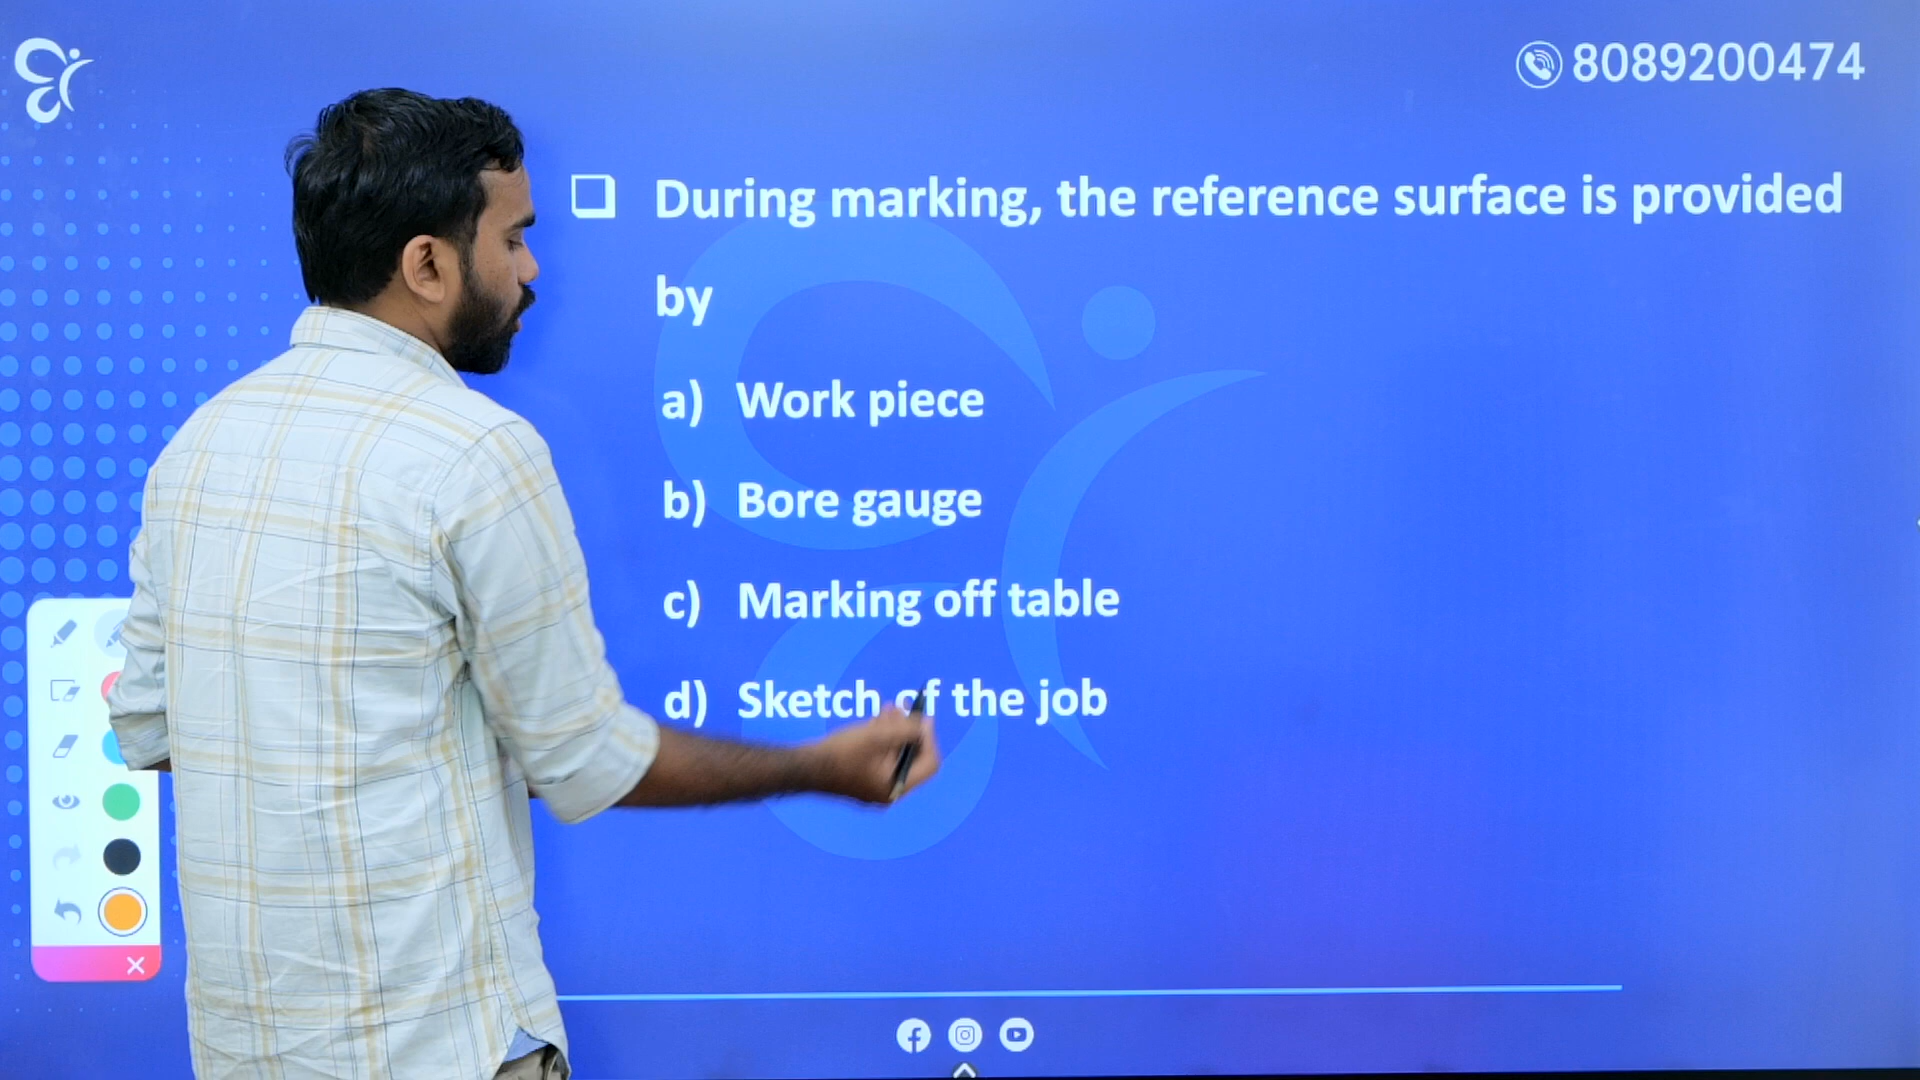 8089200474
During marking, the reference surface is provided
by
a) Work piece
b) Bore gauge
c) Marking off table
d) Sketch of the job